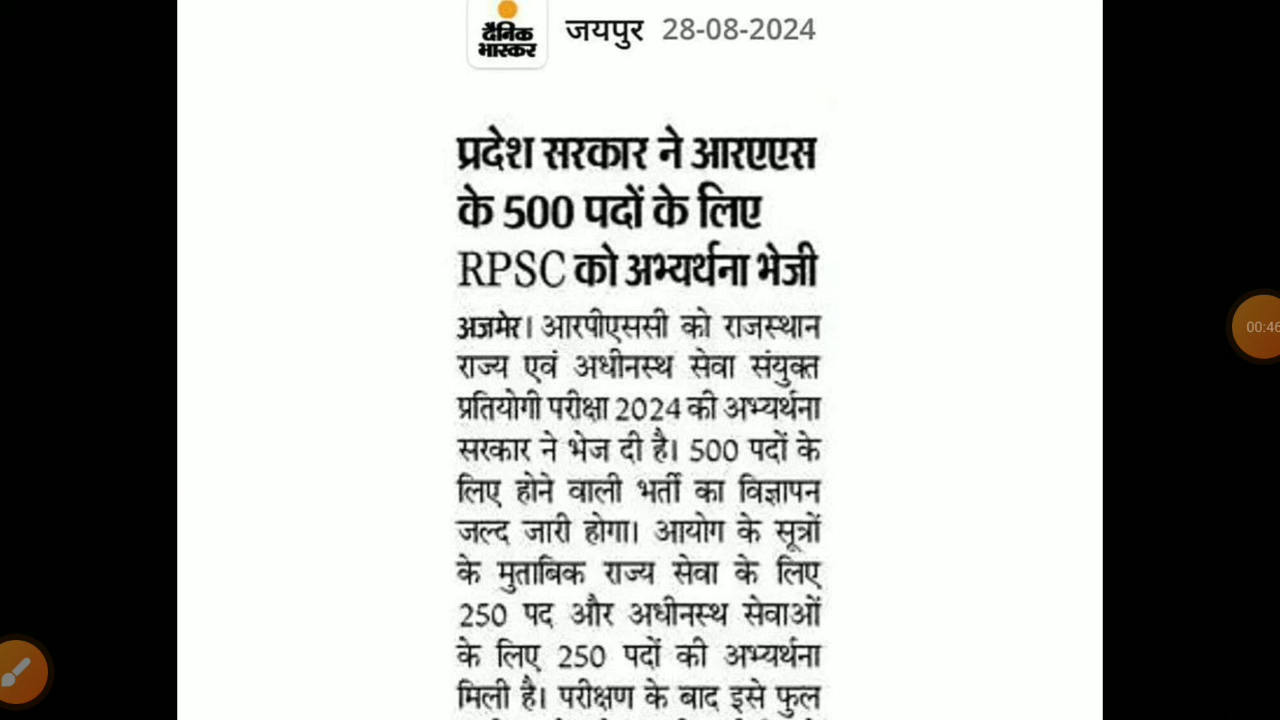 दैनिक
भास्कर
जयपुर 28-08-2024
प्रदेश सरकार ने आरएएस
के 500 पदों के लिए
RPSC को अभ्यर्थना भेजी
अजमेर। आरपीएससी को राजस्थान
राज्य एवं अधीनस्थ सेवा संयुक्त
प्रतियोगी परीक्षा 2024 की अभ्यर्थना
सरकार ने भेज दी है। 500 पदों के
लिए होने वाली भर्ती का विज्ञापन
जल्द जारी होगा। आयोग के सूत्रों
के मुताबिक राज्य सेवा के लिए
250 पद और अधीनस्थ सेवाओं
के लिए 250 पदों की अभ्यर्थना
मिली है। परीक्षण के बाद इसे फुल
00:46